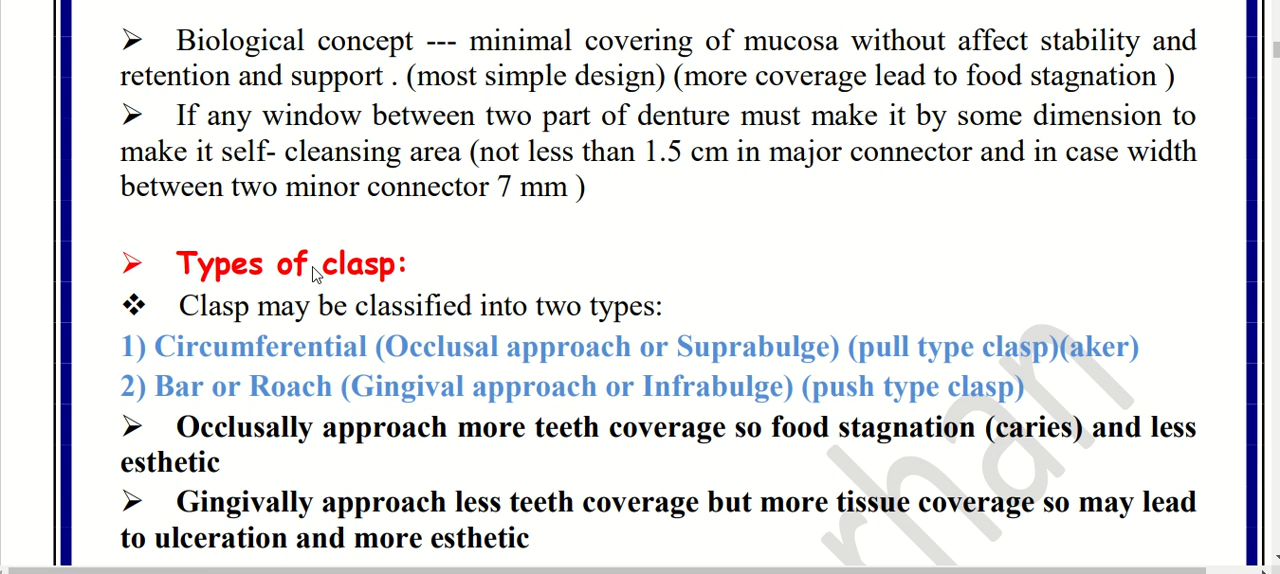 ➢ Biological concept --- minimal covering of mucosa without affect stability and
retention and support . (most simple design) (more coverage lead to food stagnation )
➢ If any window between two part of denture must make it by some dimension to
make it self- cleansing area (not less than 1.5 cm in major connector and in case width
between two minor connector 7 mm )
➢ Types of clasp:
❖ Clasp may be classified into two types:
1) Circumferential (Occlusal approach or Suprabulge) (pull type clasp)(aker)
2) Bar or Roach (Gingival approach or Infrabulge) (push type clasp)
➢ Occlusally approach more teeth coverage so food stagnation (caries) and less
esthetic
➢ Gingivally approach less teeth coverage but more tissue coverage so may lead
to ulceration and more esthetic